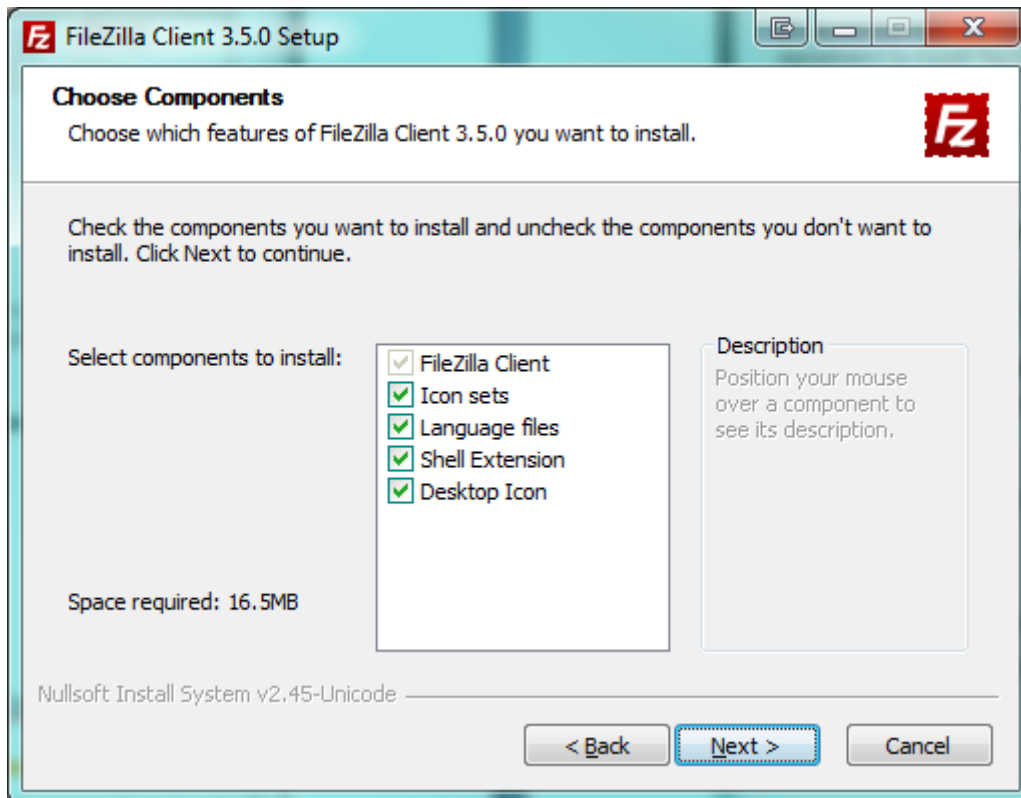 FileZilla Client 3.5.0 Setup
Choose Components
Choose which features of FileZilla Client 3.5.0 you want to install.
Fz
Check the components you want to install and uncheck the components you don't want to
install. Click Next to continue.
Select components to install:
FileZilla Client
Icon sets
Language files
Shell Extension
Desktop Icon
Description
Position your mouse
over a component to
see its description.
Space required: 16.5MB
Nullsoft Install System v2.45-Unicode
< Back
Next >
Cancel